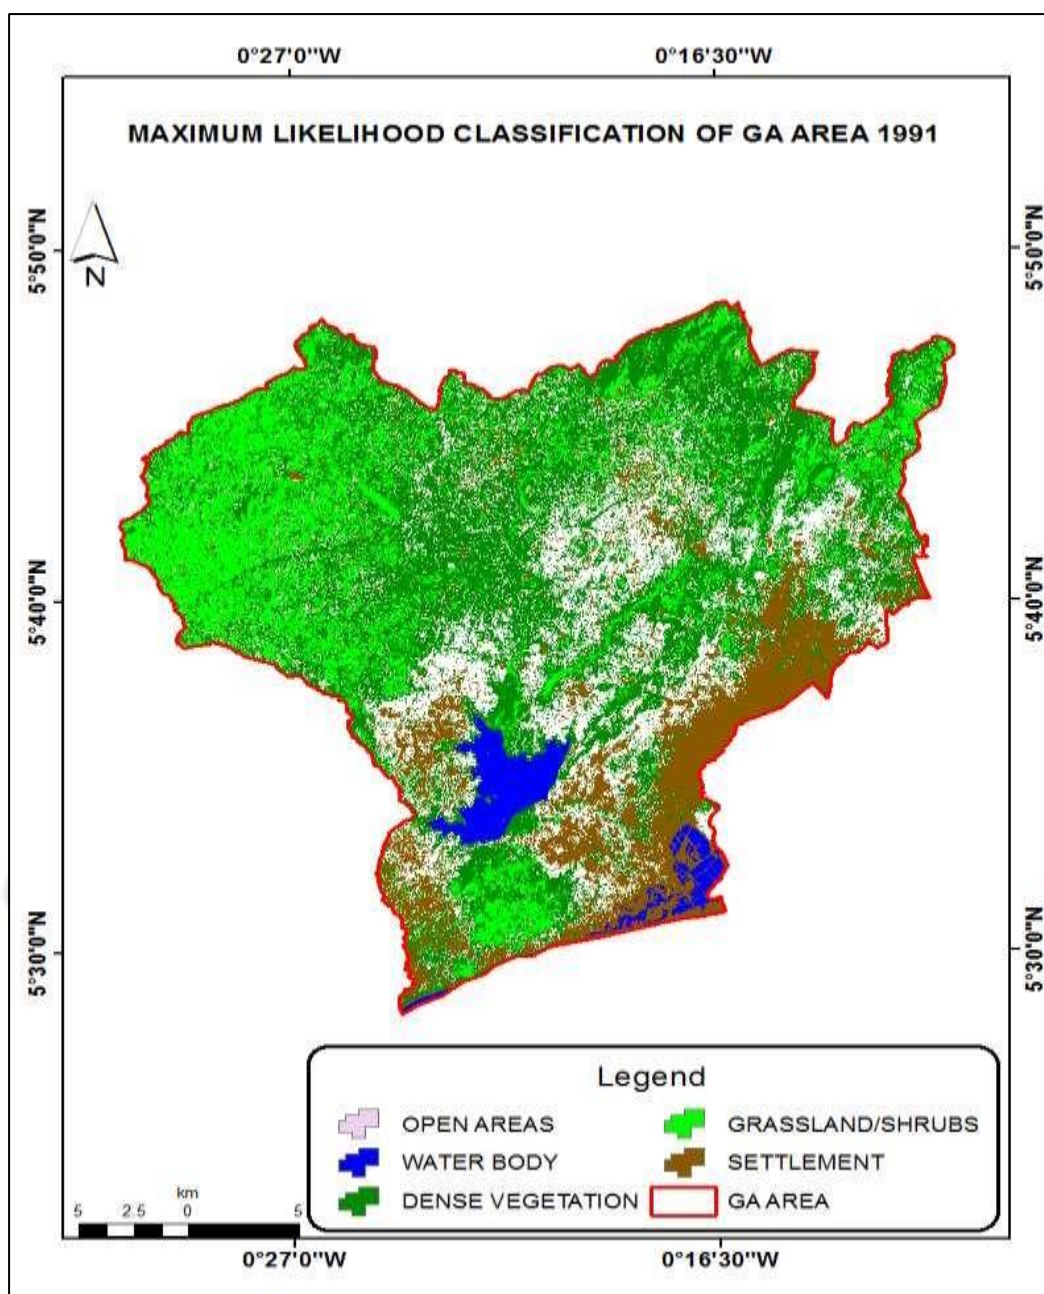 0°27'0"W 0°16'30"W
MAXIMUM LIKELIHOOD CLASSIFICATION OF GA AREA 1991
N
5°50'0"N 5°50'0"N
5°40'0"N 5°40'0"N
5°30'0"N 5°30'0"N
Legend
OPEN AREAS GRASSLAND/SHRUBS
WATER BODY SETTLEMENT
DENSE VEGETATION GA AREA
km
5 2.5 0 5
0°27'0"W 0°16'30"W